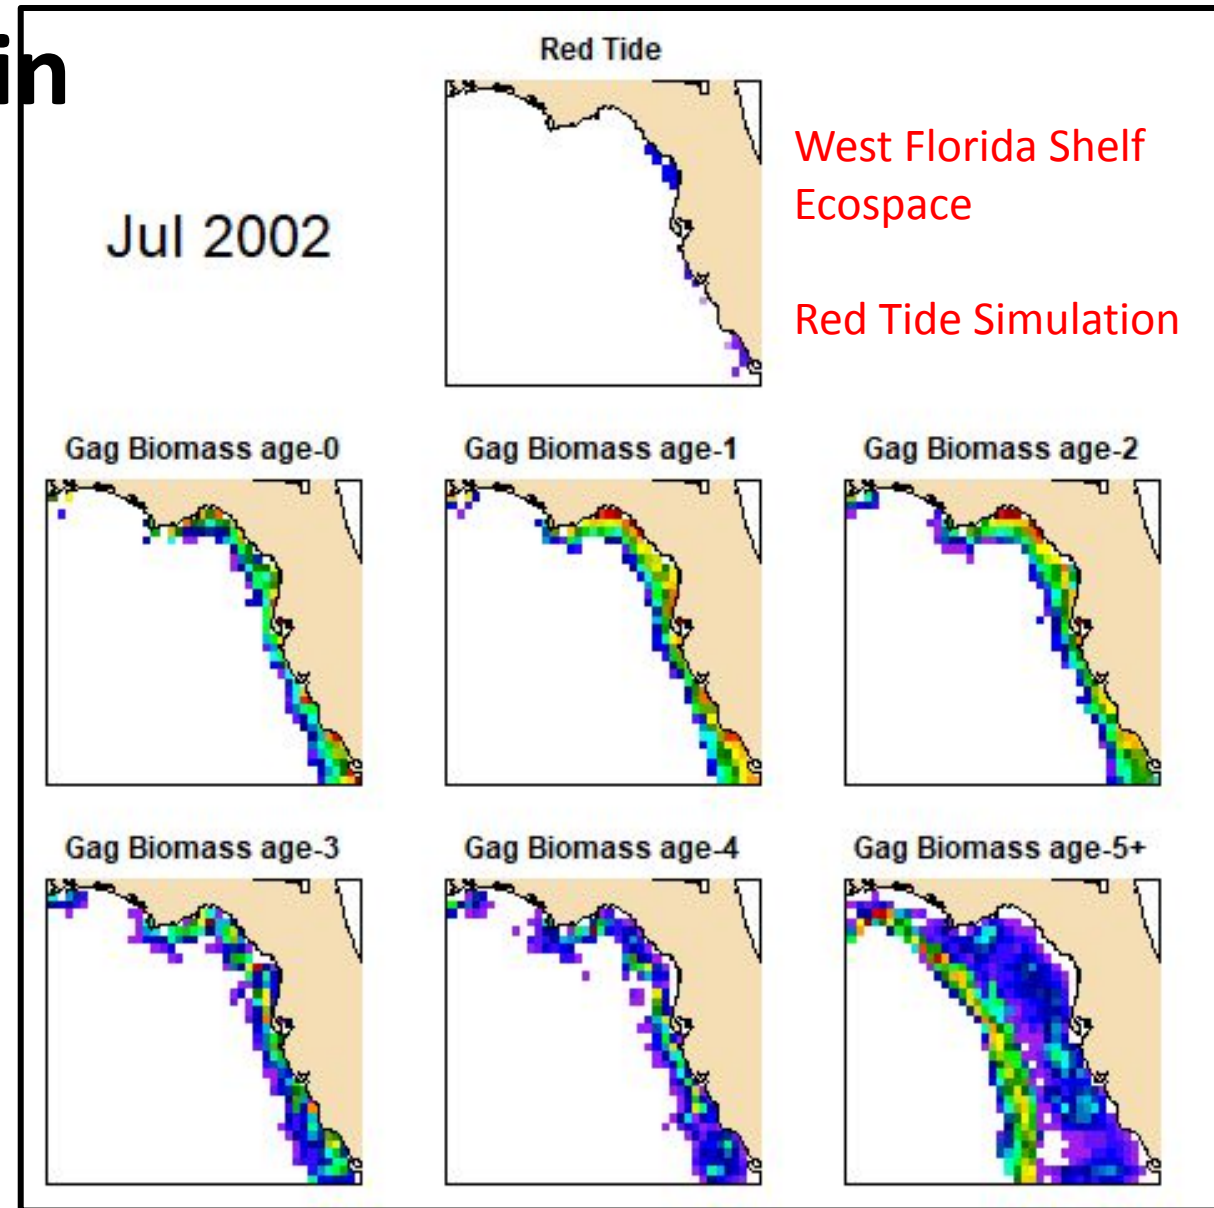 in
Red Tide
West Florida Shelf
Ecospace
Jul 2002
Red Tide Simulation
Gag Biomass age-0
Gag Biomass age-1
Gag Biomass age-2
Gag Biomass age-3
Gag Biomass age-4
Gag Biomass age-5+